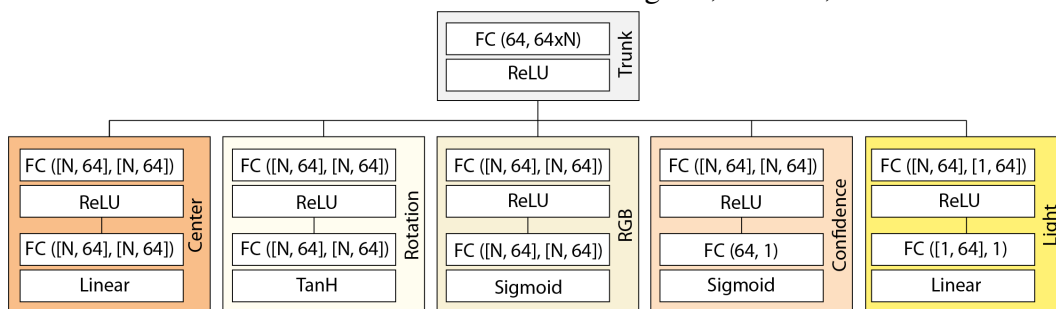 FC (64, 64xN)
ReLU
Trunk
FC ([N, 64], [N, 64])
ReLU
FC ([N, 64], [N, 64])
Linear
Center
FC ([N, 64], [N, 64])
ReLU
FC ([N, 64], [N, 64])
TanH
Rotation
FC ([N, 64], [N, 64])
ReLU
FC ([N, 64], [N, 64])
Sigmoid
RGB
FC ([N, 64], [N, 64])
ReLU
FC (64, 1)
Sigmoid
Confidence
FC ([N, 64], [1, 64])
ReLU
FC ([1, 64], 1)
Linear
Light